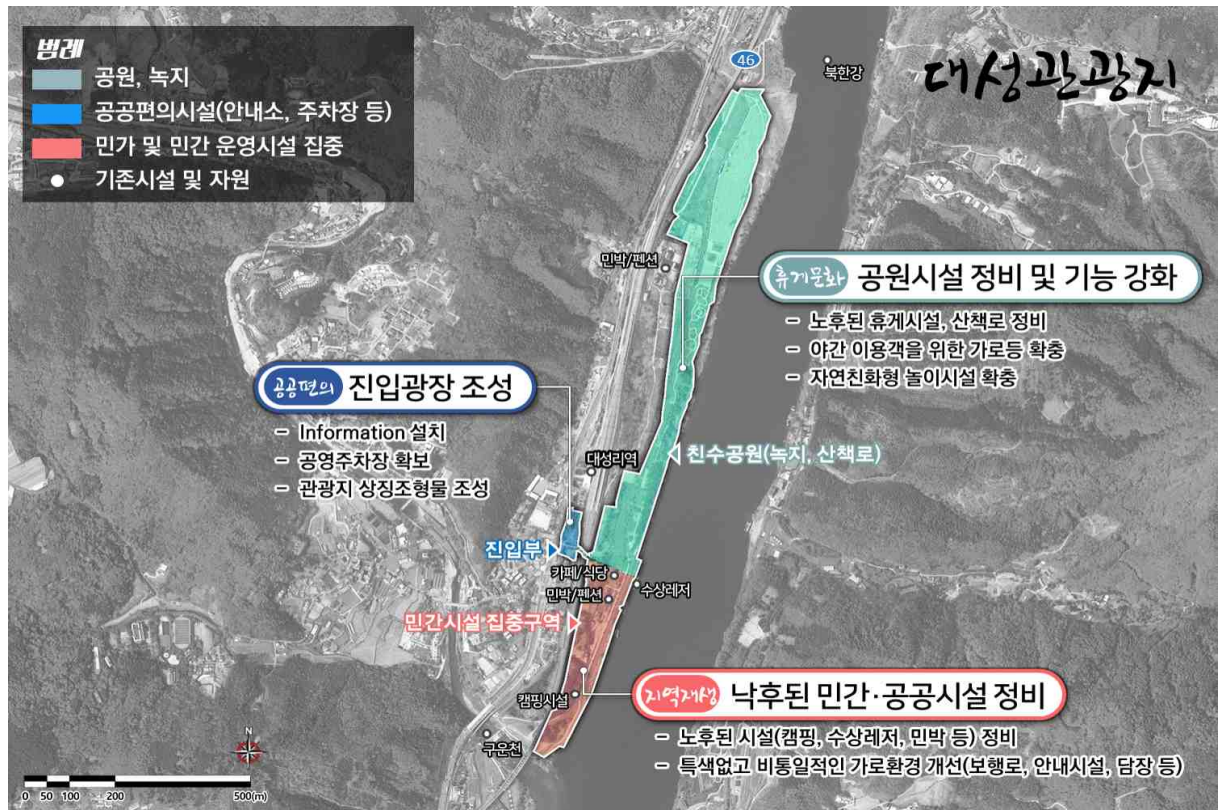 범례
공원, 녹지
공공편의시설(안내소, 주차장 등)
민가 및 민간 운영시설 집중
기존시설 및 자원
대성관광지
46
북한강
민박/펜션
휴게문화 공원시설 정비 및 기능 강화
- 노후된 휴게시설, 산책로 정비
- 야간 이용객을 위한 가로등 확충
- 자연친화형 놀이시설 확충
공공편의 진입광장 조성
- Information 설치
- 공영주차장 확보
- 관광지 상징조형물 조성
대성리역
친수공원(녹지, 산책로)
진입부
카페/식당
민박/펜션
수상레저
민간시설 집중구역
캠핑시설
지역재생 낙후된 민간·공공시설 정비
- 노후된 시설(캠핑, 수상레저, 민박 등) 정비
- 특색없고 비통일적인 가로환경 개선(보행로, 안내시설, 담장 등)
구운천
N
0 50 100 200 500(m)